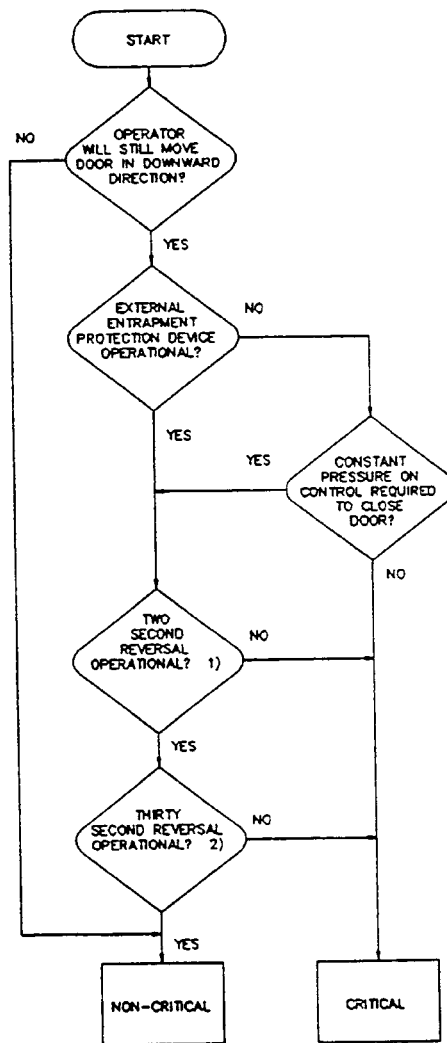 START
NO
OPERATOR
WILL STILL MOVE
DOOR IN DOWNWARD
DIRECTION?
YES
EXTERNAL
ENTRAPMENT
PROTECTION DEVICE
OPERATIONAL?
NO
YES
YES
CONSTANT
PRESSURE ON
CONTROL REQUIRED
TO CLOSE
DOOR?
NO
TWO
SECOND
REVERSAL
OPERATIONAL? 1)
NO
YES
THIRTY
SECOND REVERSAL
OPERATIONAL? 2)
NO
YES
NON-CRITICAL
CRITICAL